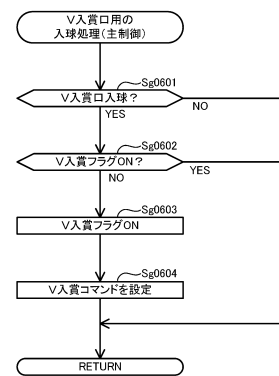 V入賞口用の
入球処理(主制御)
Sg0601
V入賞口入球？
NO
YES
Sg0602
V入賞フラグON？
YES
NO
Sg0603
V入賞フラグON
Sg0604
V入賞コマンドを設定
RETURN